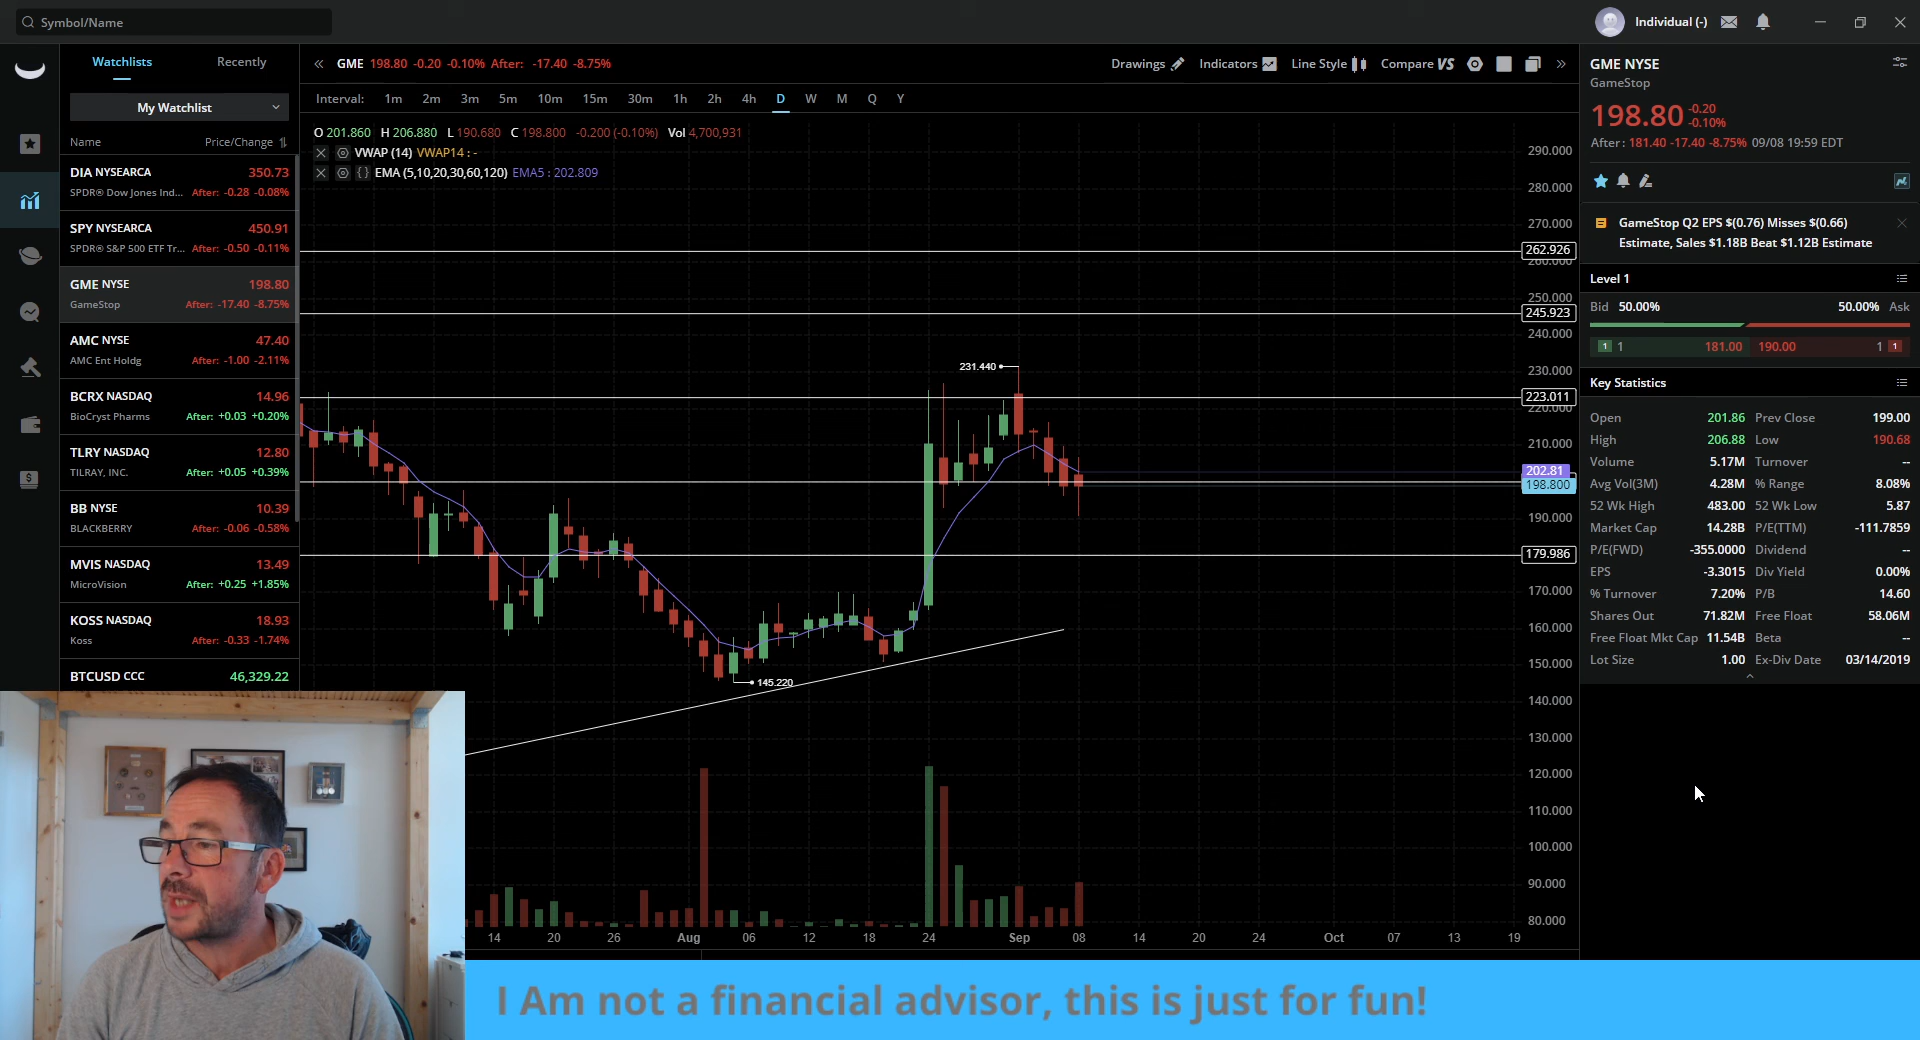 Symbol/Name
Individual (-)
Watchlists Recently
My Watchlist
Name Price/Change
DIA NYSEARCA 350.73
SPDR® Dow Jones Ind... After: -0.28 -0.08%
SPY NYSEARCA 450.91
SPDR® S&P 500 ETF Tr... After: -0.50 -0.11%
GME NYSE 198.80
GameStop After: -17.40 -8.75%
AMC NYSE 47.40
AMC Ent Holdg After: -1.00 -2.11%
BCRX NASDAQ 14.96
BioCryst Pharms After: +0.03 +0.20%
TLRY NASDAQ 12.80
TILRAY, INC. After: +0.05 +0.39%
BB NYSE 10.39
BLACKBERRY After: -0.06 -0.58%
MVIS NASDAQ 13.49
MicroVision After: +0.25 +1.85%
KOSS NASDAQ 18.93
Koss After: -0.33 -1.74%
BTCUSD CCC 46,329.22
GME 198.80 -0.20 -0.10% After: -17.40 -8.75%
Drawings Indicators Line Style Compare VS
Interval: 1m 2m 3m 5m 10m 15m 30m 1h 2h 4h D W M Q Y
O 201.860 H 206.880 L 190.680 C 198.800 -0.200 (-0.10%) Vol 4,700,931
VWAP (14) VWAP14 : -
EMA (5,10,20,30,60,120) EMA5 : 202.809
290.000
280.000
270.000
262.926
260.000
250.000
245.923
240.000
231.440
230.000
223.011
220.000
210.000
202.81
198.800
190.000
179.986
170.000
160.000
150.000
145.220
140.000
130.000
120.000
110.000
100.000
90.000
80.000
14 20 26 Aug 06 12 18 24 Sep 08 14 20 24 Oct 07 13 19
GME NYSE
GameStop
198.80 -0.20
-0.10%
After: 181.40 -17.40 -8.75% 09/08 19:59 EDT
GameStop Q2 EPS $(0.76) Misses $(0.66)
Estimate, Sales $1.18B Beat $1.12B Estimate
Level 1
Bid 50.00% 50.00% Ask
1 1 181.00 190.00 1 1
Key Statistics
Open 201.86 Prev Close 199.00
High 206.88 Low 190.68
Volume 5.17M Turnover --
Avg Vol(3M) 4.28M % Range 8.08%
52 Wk High 483.00 52 Wk Low 5.87
Market Cap 14.28B P/E(TTM) -111.7859
P/E(FWD) -355.0000 Dividend --
EPS -3.3015 Div Yield 0.00%
% Turnover 7.20% P/B 14.60
Shares Out 71.82M Free Float 58.06M
Free Float Mkt Cap 11.54B Beta --
Lot Size 1.00 Ex-Div Date 03/14/2019
I Am not a financial advisor, this is just for fun!